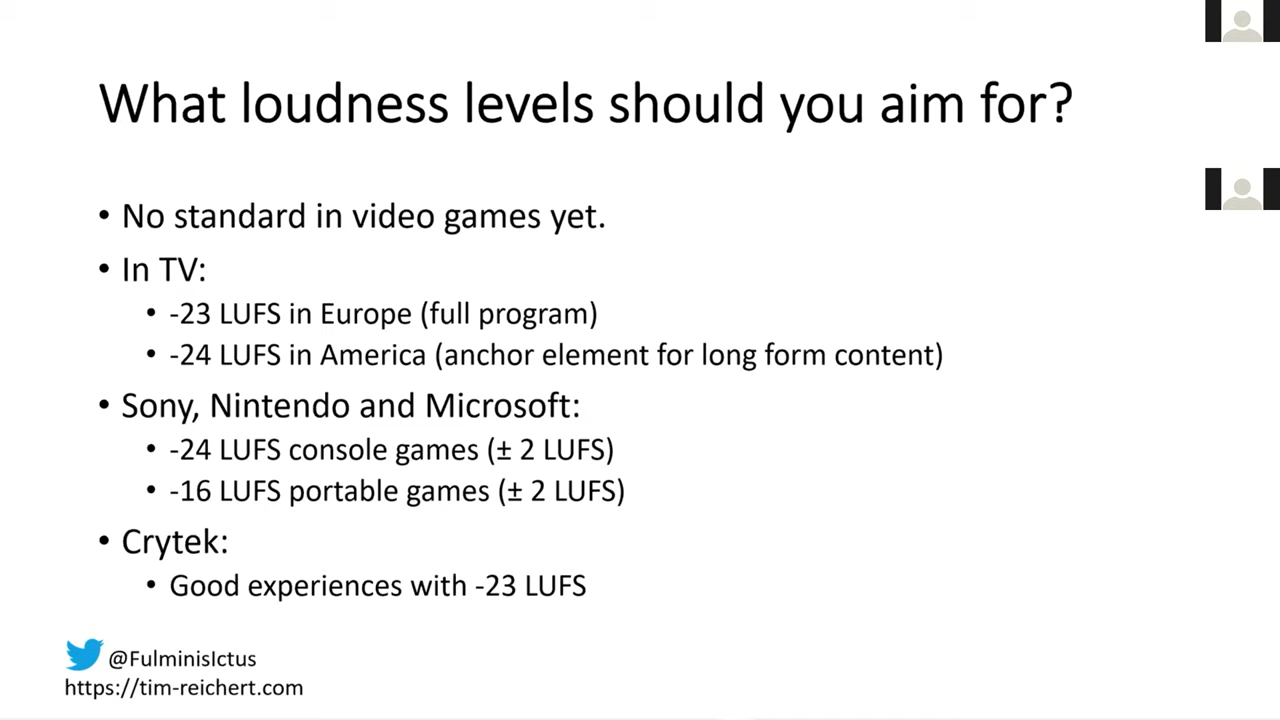 What loudness levels should you aim for?
• No standard in video games yet.
• In TV:
• -23 LUFS in Europe (full program)
• -24 LUFS in America (anchor element for long form content)
• Sony, Nintendo and Microsoft:
• -24 LUFS console games (± 2 LUFS)
• -16 LUFS portable games (± 2 LUFS)
• Crytek:
• Good experiences with -23 LUFS
@FulminisIctus
https://tim-reichert.com